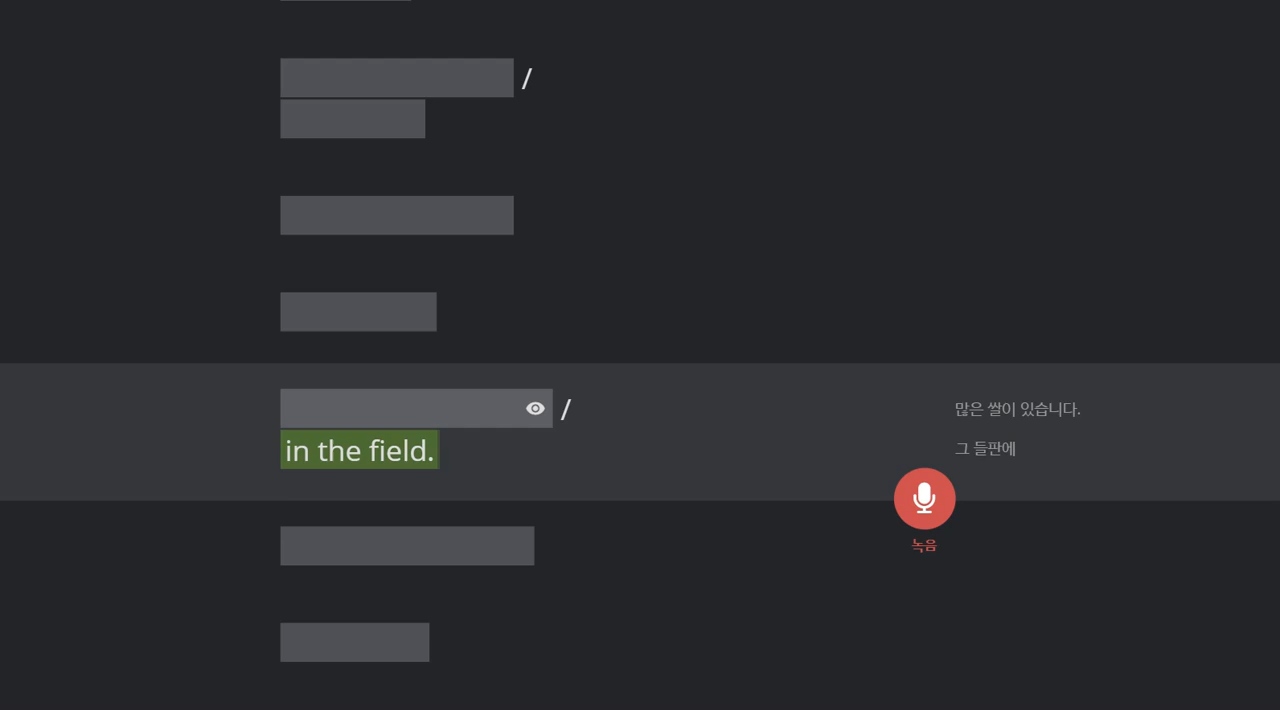 /
/
많은 쌀이 있습니다.
in the field.
그 들판에
녹음